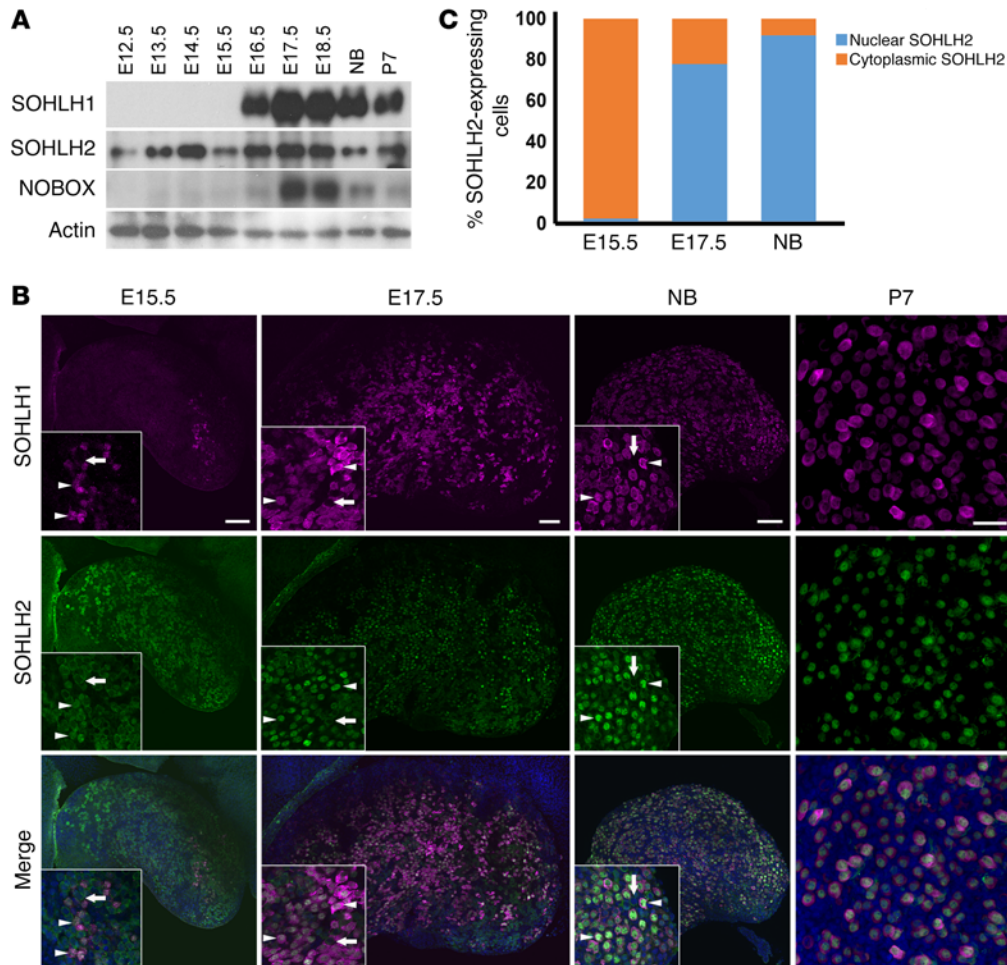 A
E12.5 E13.5 E14.5 E15.5 E16.5 E17.5 E18.5 NB P7
SOHLH1
SOHLH2
NOBOX
Actin
C
% SOHLH2-expressing
cells
100
80
60
40
20
0
E15.5 E17.5 NB
Nuclear SOHLH2
Cytoplasmic SOHLH2
B
E15.5 E17.5 NB P7
SOHLH1
SOHLH2
Merge